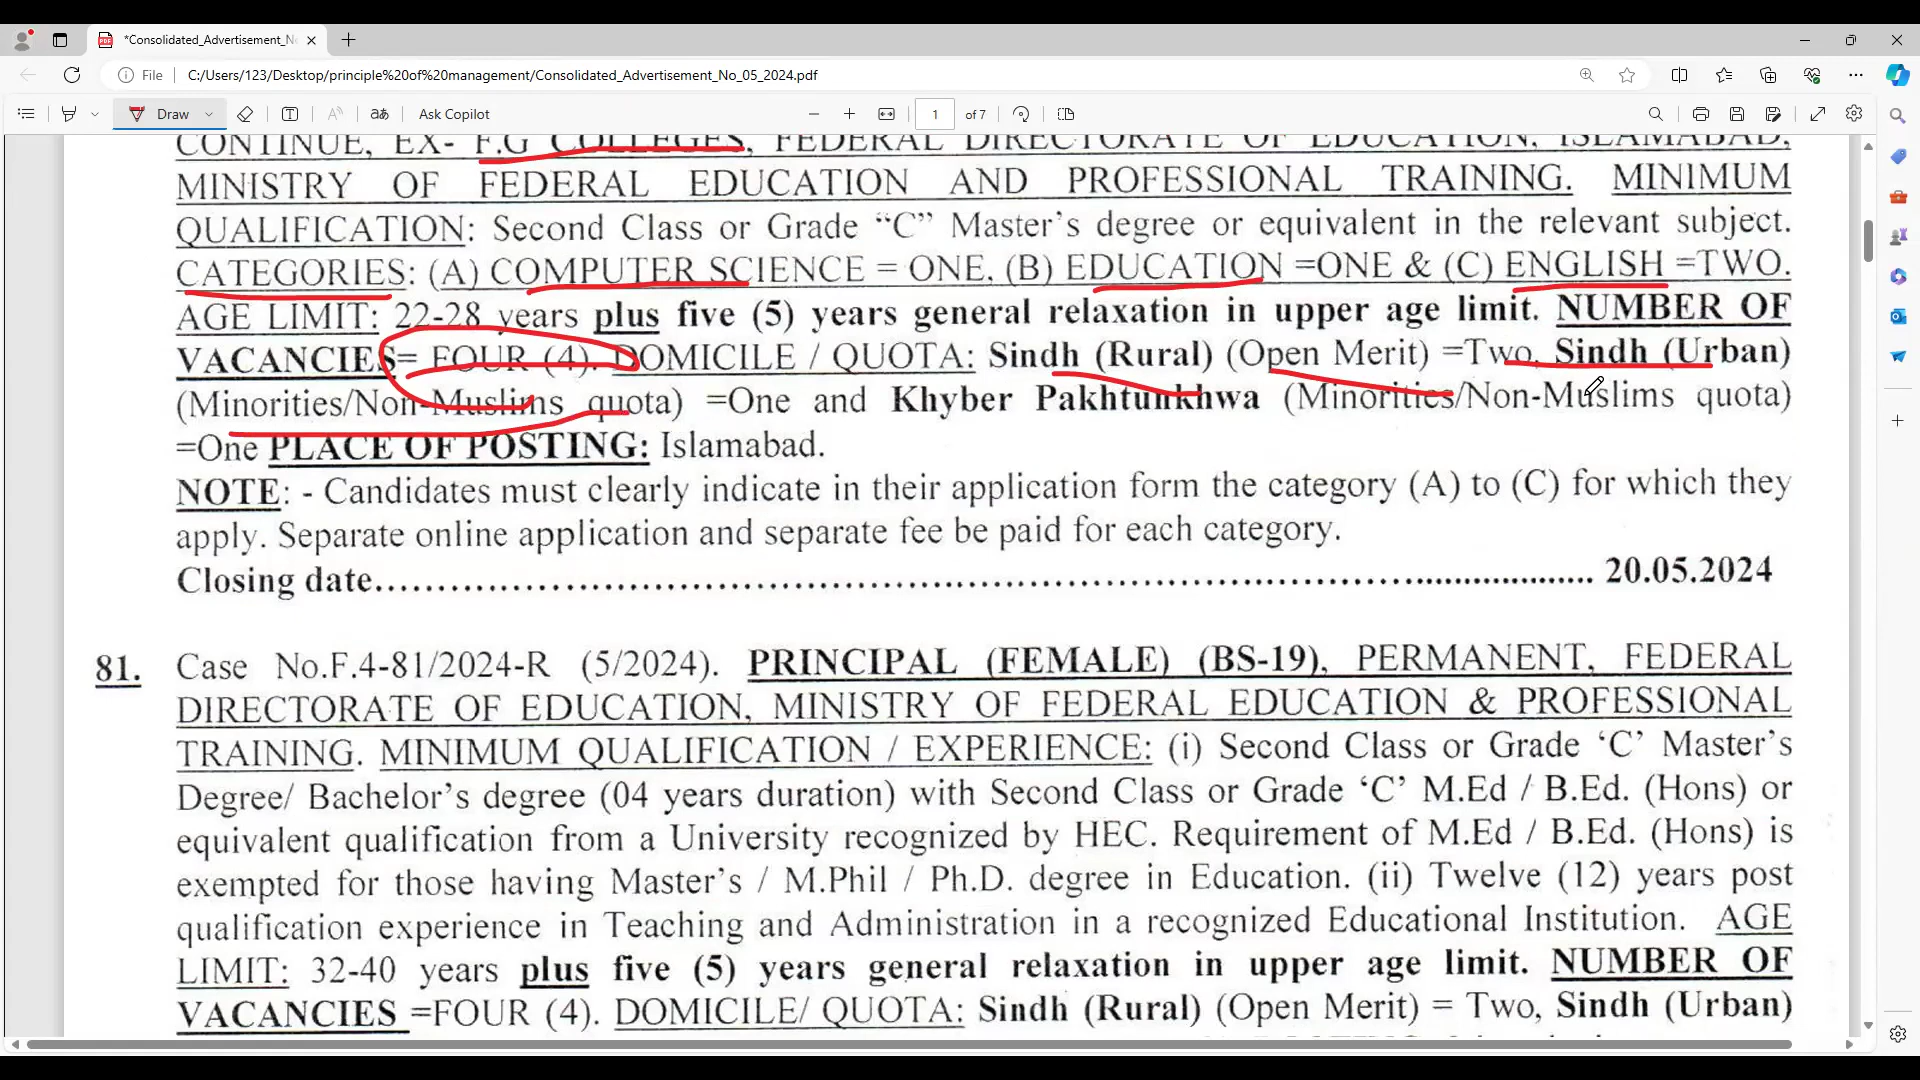 *Consolidated_Advertisement_N
File
C:/Users/123/Desktop/principle%20of%20management/Consolidated_Advertisement_No_05_2024.pdf
Draw
Ask Copilot
1
of 7
CONTINUE, EX- F.G COLLEGES, FEDERAL DIRECTORATE OF EDUCATION, ISLAMABAD,
MINISTRY OF FEDERAL EDUCATION AND PROFESSIONAL TRAINING. MINIMUM
QUALIFICATION: Second Class or Grade “C” Master’s degree or equivalent in the relevant subject.
CATEGORIES: (A) COMPUTER SCIENCE = ONE, (B) EDUCATION =ONE & (C) ENGLISH =TWO.
AGE LIMIT: 22-28 years plus five (5) years general relaxation in upper age limit. NUMBER OF
VACANCIES= FOUR (4). DOMICILE / QUOTA: Sindh (Rural) (Open Merit) =Two, Sindh (Urban)
(Minorities/Non-Muslims quota) =One and Khyber Pakhtunkhwa (Minorities/Non-Muslims quota)
=One PLACE OF POSTING: Islamabad.
NOTE: - Candidates must clearly indicate in their application form the category (A) to (C) for which they
apply. Separate online application and separate fee be paid for each category.
Closing date........................................................................................................ 20.05.2024
81. Case No.F.4-81/2024-R (5/2024). PRINCIPAL (FEMALE) (BS-19), PERMANENT, FEDERAL
DIRECTORATE OF EDUCATION, MINISTRY OF FEDERAL EDUCATION & PROFESSIONAL
TRAINING. MINIMUM QUALIFICATION / EXPERIENCE: (i) Second Class or Grade ‘C’ Master’s
Degree/ Bachelor’s degree (04 years duration) with Second Class or Grade ‘C’ M.Ed / B.Ed. (Hons) or
equivalent qualification from a University recognized by HEC. Requirement of M.Ed / B.Ed. (Hons) is
exempted for those having Master’s / M.Phil / Ph.D. degree in Education. (ii) Twelve (12) years post
qualification experience in Teaching and Administration in a recognized Educational Institution. AGE
LIMIT: 32-40 years plus five (5) years general relaxation in upper age limit. NUMBER OF
VACANCIES =FOUR (4). DOMICILE/ QUOTA: Sindh (Rural) (Open Merit) = Two, Sindh (Urban)